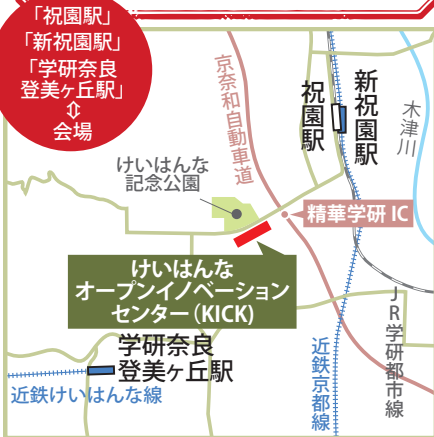 「祝園駅」
「新祝園駅」
「学研奈良
登美ヶ丘駅」
⇕
会場
京奈和自動車道
祝園駅
新祝園駅
木津川
けいはんな
記念公園
精華学研 IC
けいはんな
オープンイノベーション
センター (KICK)
学研奈良
登美ヶ丘駅
近鉄けいはんな線
近鉄京都線
JR学研都市線